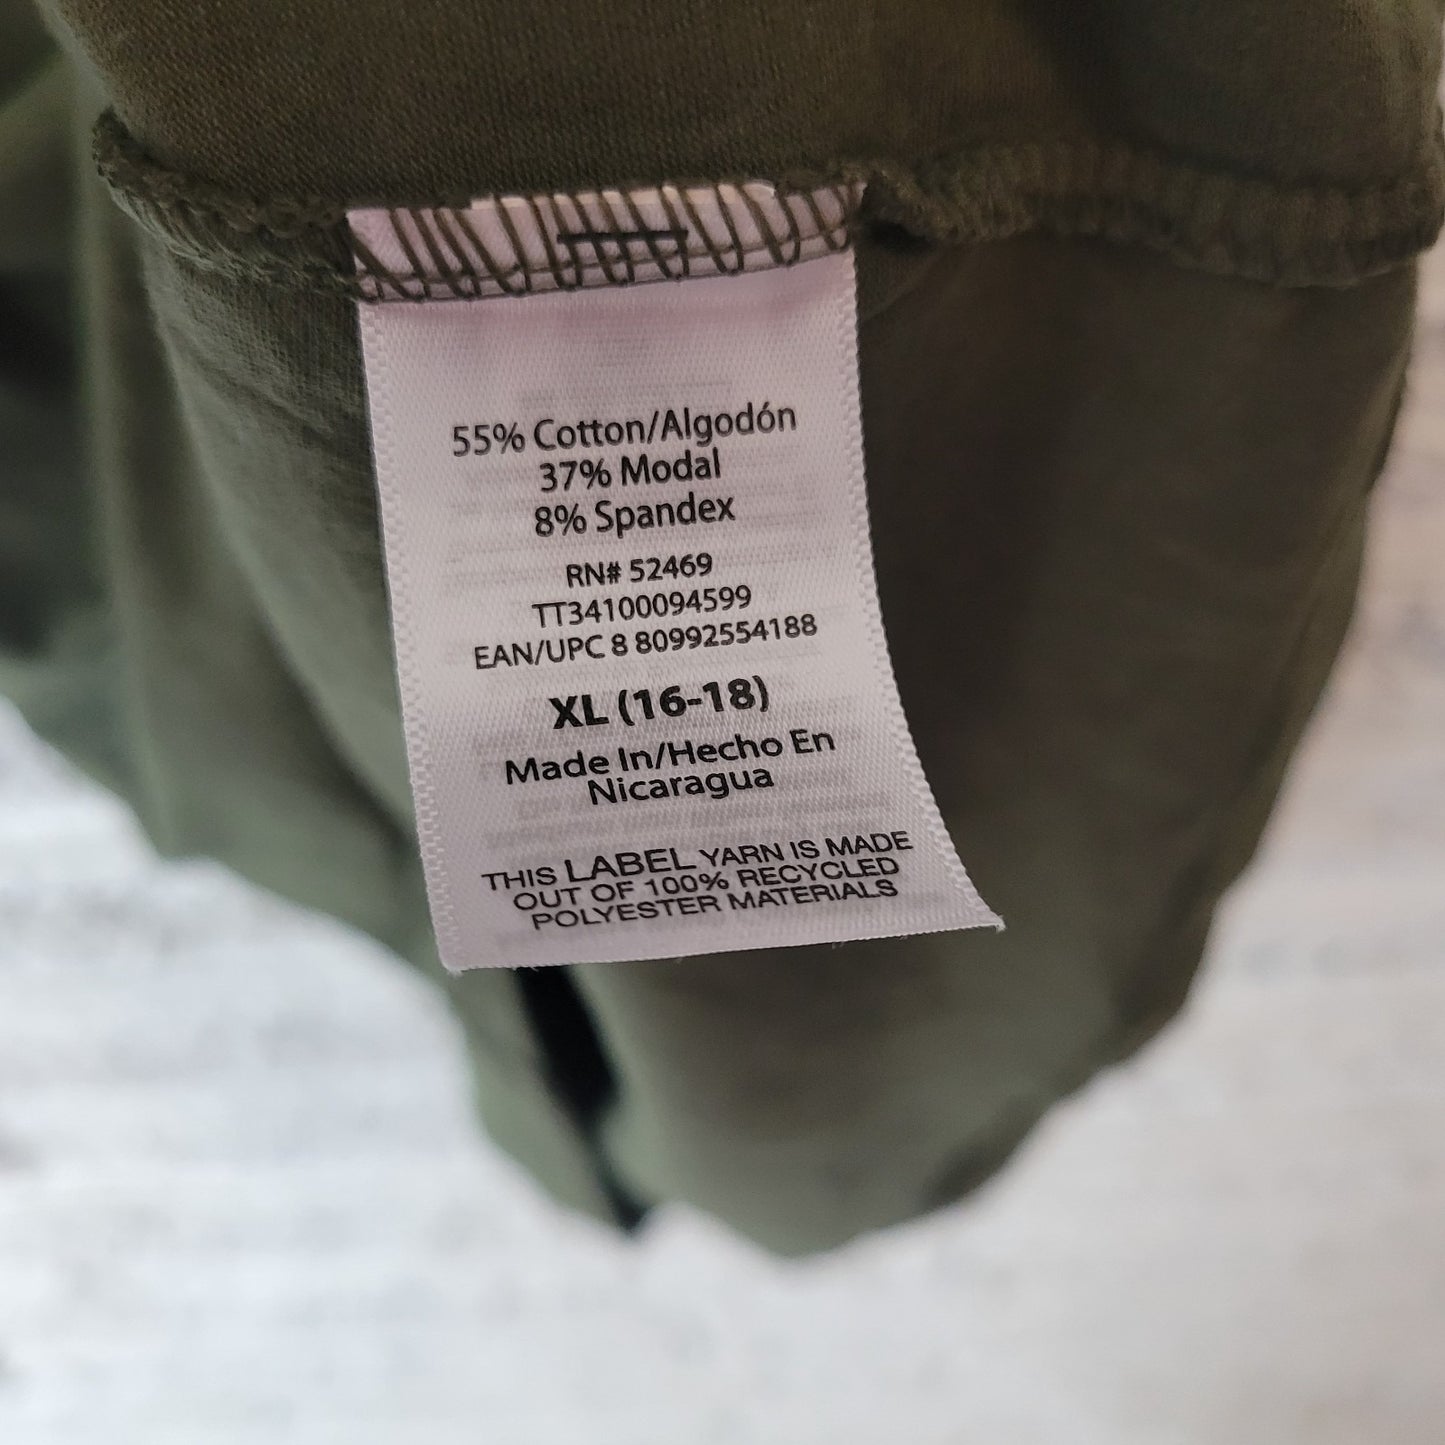 55% Cotton/Algodón
37% Modal
8% Spandex
RN# 52469
TT34100094599
EAN/UPC 8 80992554188
XL (16-18)
Made In/Hecho En
Nicaragua
THIS LABEL YARN IS MADE
OUT OF 100% RECYCLED
POLYESTER MATERIALS